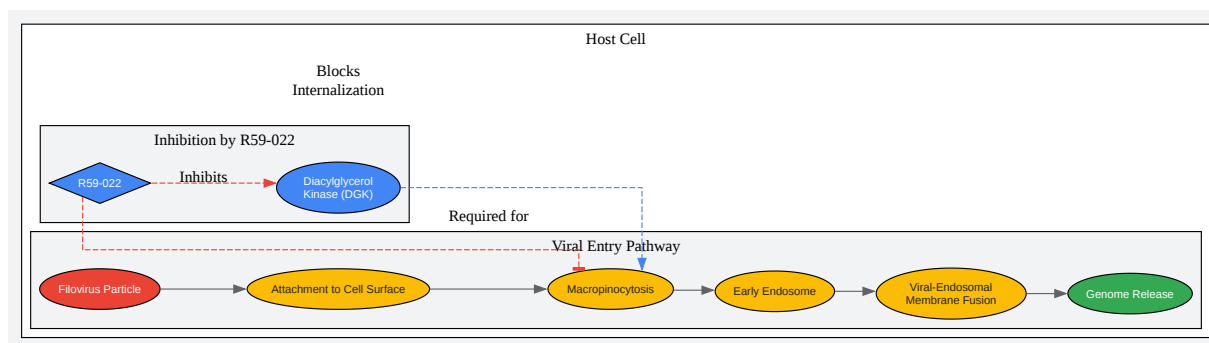 Host Cell
Blocks
Internalization
Inhibition by R59-022
R59-022
Inhibits
Diacylglycerol
Kinase (DGK)
Required for
Viral Entry Pathway
Filovirus Particle
Attachment to Cell Surface
Macropinocytosis
Early Endosome
Viral-Endosomal
Membrane Fusion
Genome Release